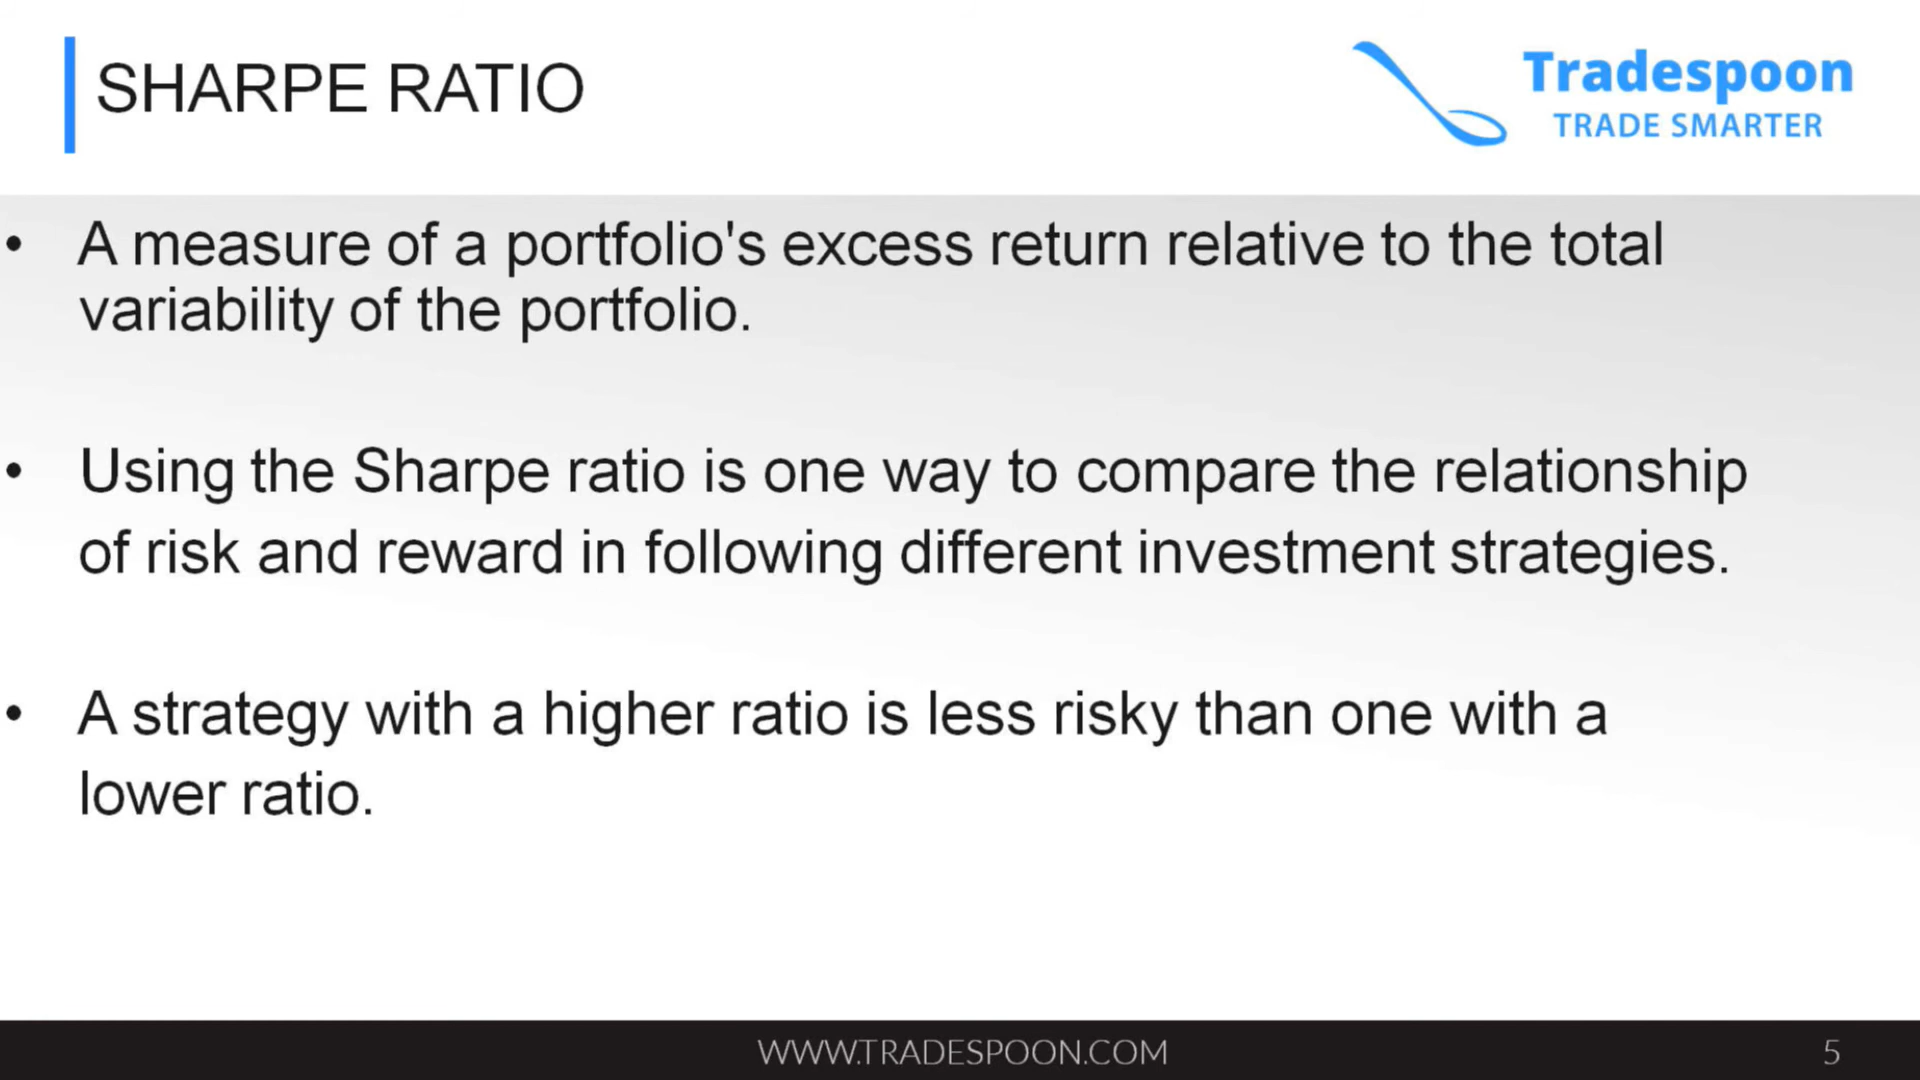 SHARPE RATIO
Tradespoon
TRADE SMARTER
• A measure of a portfolio's excess return relative to the total
variability of the portfolio.
• Using the Sharpe ratio is one way to compare the relationship
of risk and reward in following different investment strategies.
• A strategy with a higher ratio is less risky than one with a
lower ratio.
WWW.TRADESPOON.COM
5